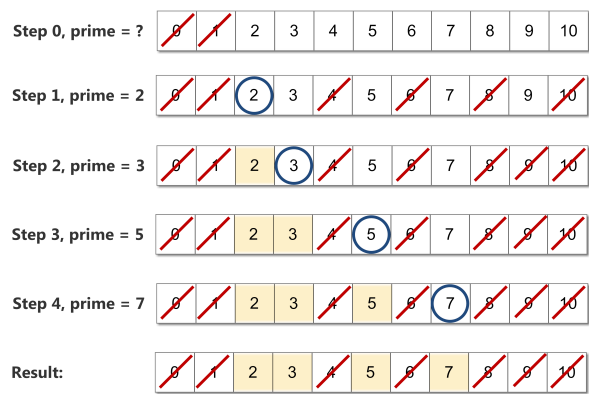 Step 0, prime = ? 0 1 2 3 4 5 6 7 8 9 10
Step 1, prime = 2 0 1 2 3 4 5 6 7 8 9 10
Step 2, prime = 3 0 1 2 3 4 5 6 7 8 9 10
Step 3, prime = 5 0 1 2 3 4 5 6 7 8 9 10
Step 4, prime = 7 0 1 2 3 4 5 6 7 8 9 10
Result: 0 1 2 3 4 5 6 7 8 9 10